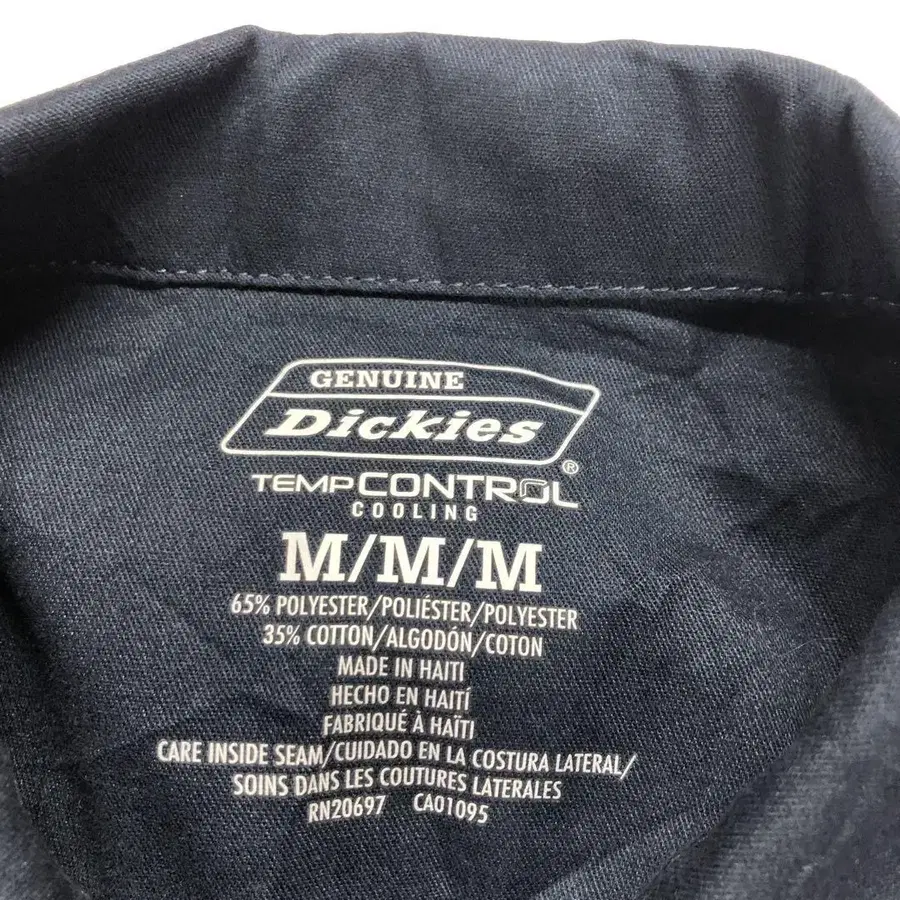 GENUINE
Dickies
®
TEMPCONTROL
COOLING
M/M/M
65% POLYESTER/POLIÉSTER/POLYESTER
35% COTTON/ALGODÓN/COTON
MADE IN HAITI
HECHO EN HAITÍ
FABRIQUÉ À HAÏTI
CARE INSIDE SEAM/CUIDADO EN LA COSTURA LATERAL/
SOINS DANS LES COUTURES LATERALES
RN20697 CA01095